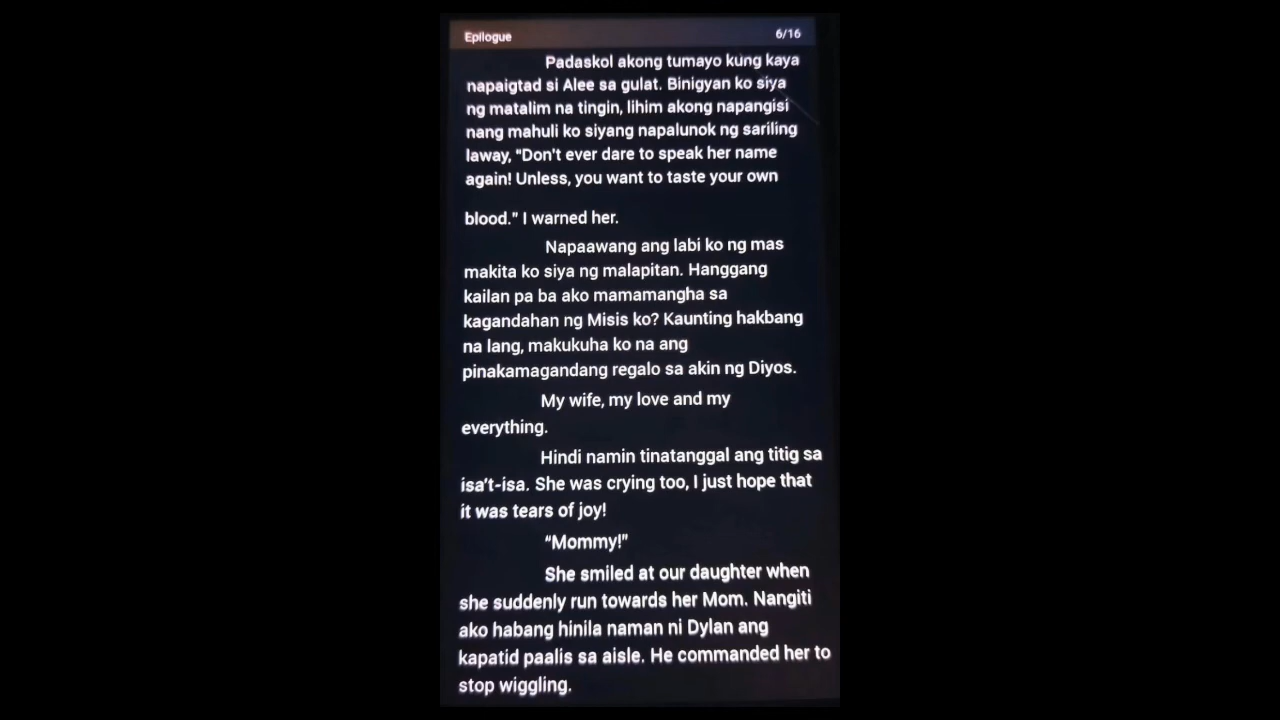 Epilogue
6/16
Padaskol akong tumayo kung kaya
napaigtad si Alee sa gulat. Binigyan ko siya
ng matalim na tingin, lihim akong napangisi
nang mahuli ko siyang napalunok ng sariling
laway, "Don't ever dare to speak her name
again! Unless, you want to taste your own
blood." I warned her.
Napaawang ang labi ko ng mas
makita ko siya ng malapitan. Hanggang
kailan pa ba ako mamamangha sa
kagandahan ng Misis ko? Kaunting hakbang
na lang, makukuha ko na ang
pinakamagandang regalo sa akin ng Diyos.
My wife, my love and my
everything.
Hindi namin tinatanggal ang titig sa
isa't-isa. She was crying too, I just hope that
it was tears of joy!
“Mommy!”
She smiled at our daughter when
she suddenly run towards her Mom. Nangiti
ako habang hinila naman ni Dylan ang
kapatid paalis sa aisle. He commanded her to
stop wiggling.